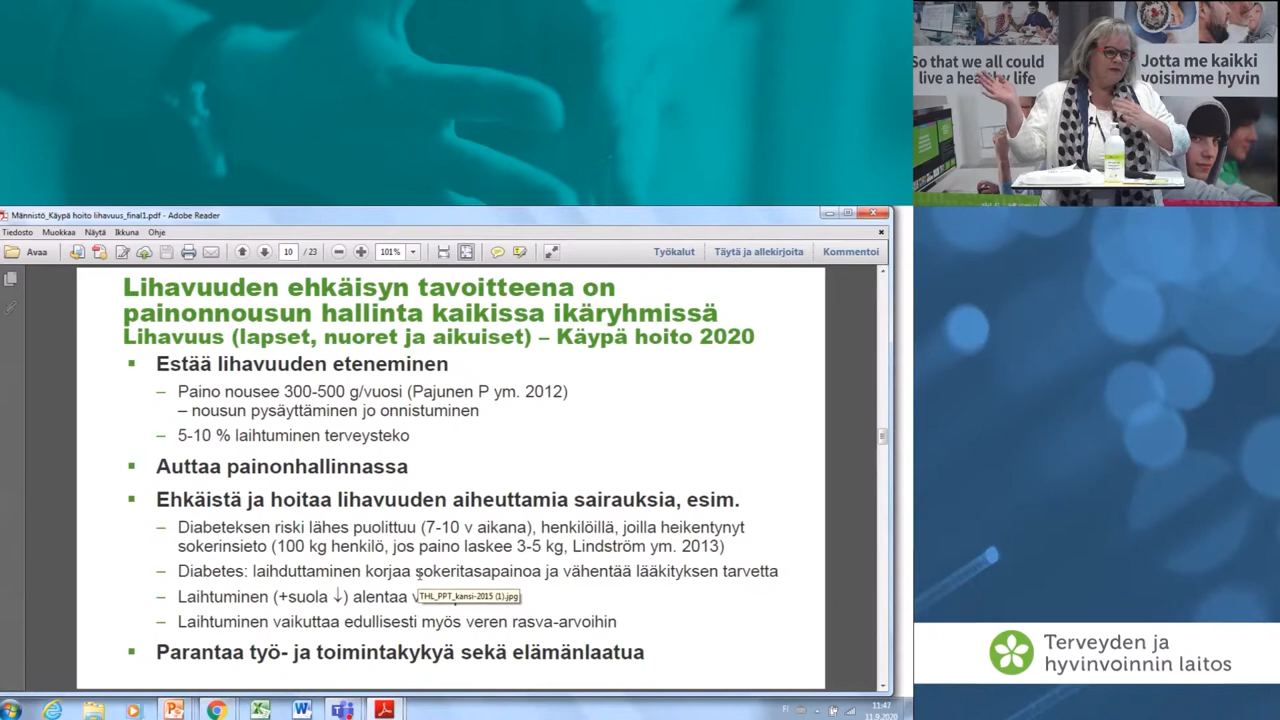 So that we all could
live a healthy life
Jotta me kaikki
voisimme hyvin
Männistö_Käypä hoito lihavuus_final1.pdf - Adobe Reader
Tiedosto Muokkaa Näytä Ikkuna Ohje
Avaa 10 / 23 101% Työkalut Täytä ja allekirjoita Kommentoi
Lihavuuden ehkäisyn tavoitteena on
painonnousun hallinta kaikissa ikäryhmissä
Lihavuus (lapset, nuoret ja aikuiset) – Käypä hoito 2020
▪ Estää lihavuuden eteneminen
– Paino nousee 300-500 g/vuosi (Pajunen P ym. 2012)
– nousun pysäyttäminen jo onnistuminen
– 5-10 % laihtuminen terveysteko
▪ Auttaa painonhallinnassa
▪ Ehkäistä ja hoitaa lihavuuden aiheuttamia sairauksia, esim.
– Diabeteksen riski lähes puolittuu (7-10 v aikana), henkilöillä, joilla heikentynyt
sokerinsieto (100 kg henkilö, jos paino laskee 3-5 kg, Lindström ym. 2013)
– Diabetes: laihduttaminen korjaa sokeritasapainoa ja vähentää lääkityksen tarvetta
– Laihtuminen (+suola ↓) alentaa
THL_PPT_kansi-2015 (1).jpg
– Laihtuminen vaikuttaa edullisesti myös veren rasva-arvoihin
▪ Parantaa työ- ja toimintakykyä sekä elämänlaatua
Terveyden ja
hyvinvoinnin laitos
FI 11:47
11.9.2020